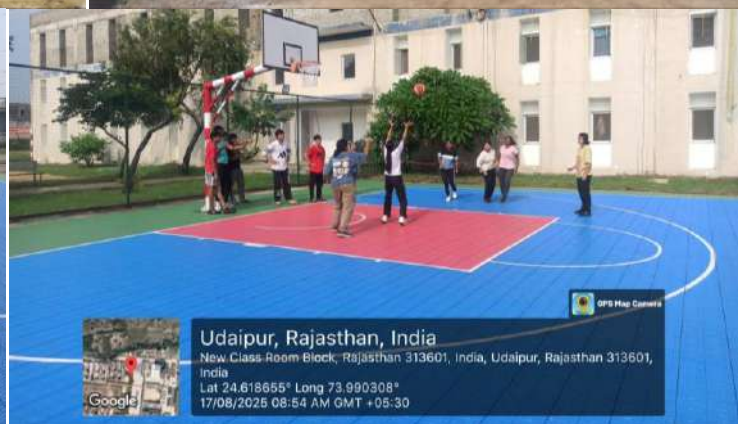 GPS Map Camera
Udaipur, Rajasthan, India
New Class Room Block, Rajasthan 313601, India, Udaipur, Rajasthan 313601,
India
Lat 24.618655° Long 73.990308°
17/08/2025 08:54 AM GMT +05:30
Google